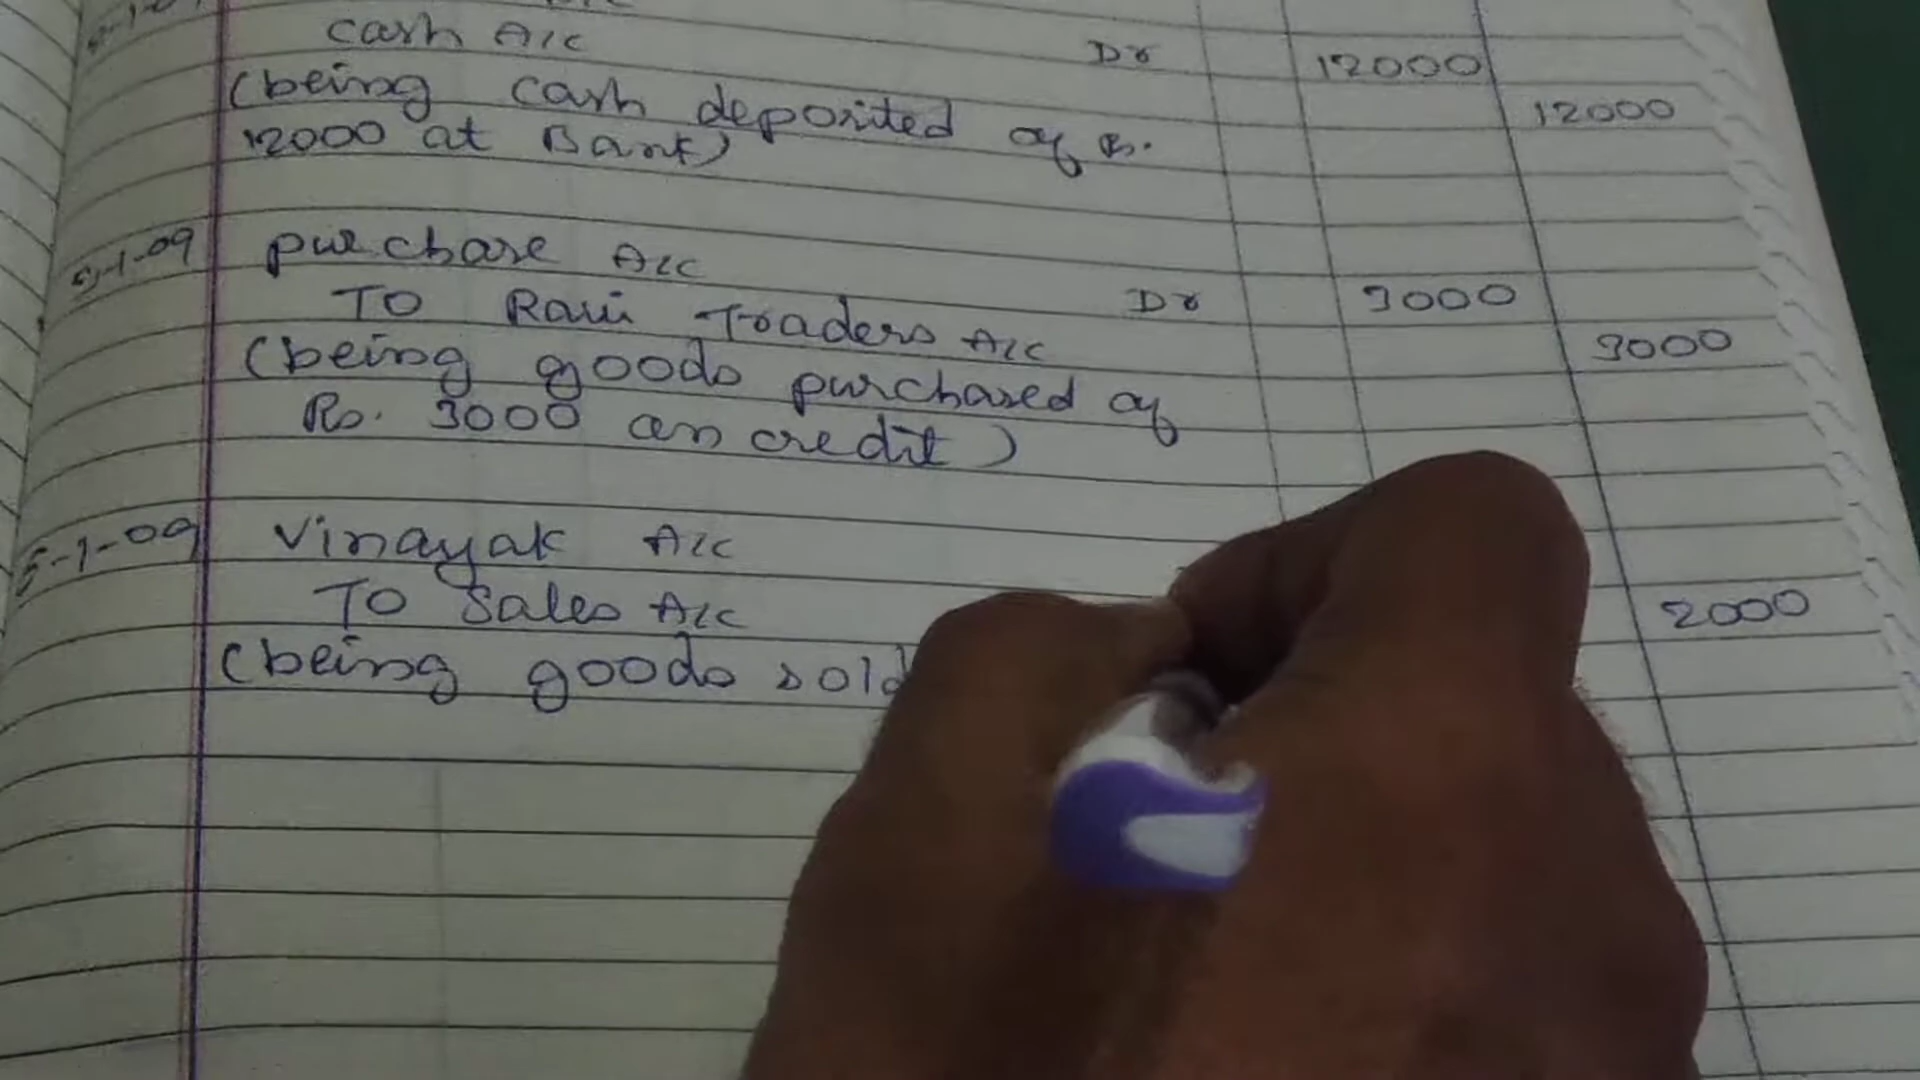 cash A/c Dr 12000
(being cash deposited of Rs. 12000
12000 at Bank)
5-1-09 purchase A/c Dr 3000
TO Ravi Traders A/c 3000
(being goods purchased of
Rs. 3000 on credit)
5-1-09 Vinayak A/c
TO Sales A/c 2000
(being goods sold